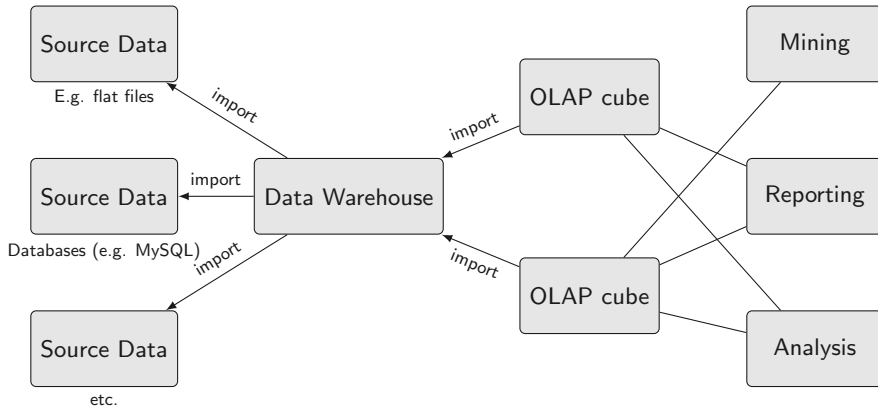 Source Data
E.g. flat files
import
Source Data
Databases (e.g. MySQL)
import
Source Data
etc.
import
Data Warehouse
import
import
OLAP cube
OLAP cube
Mining
Reporting
Analysis